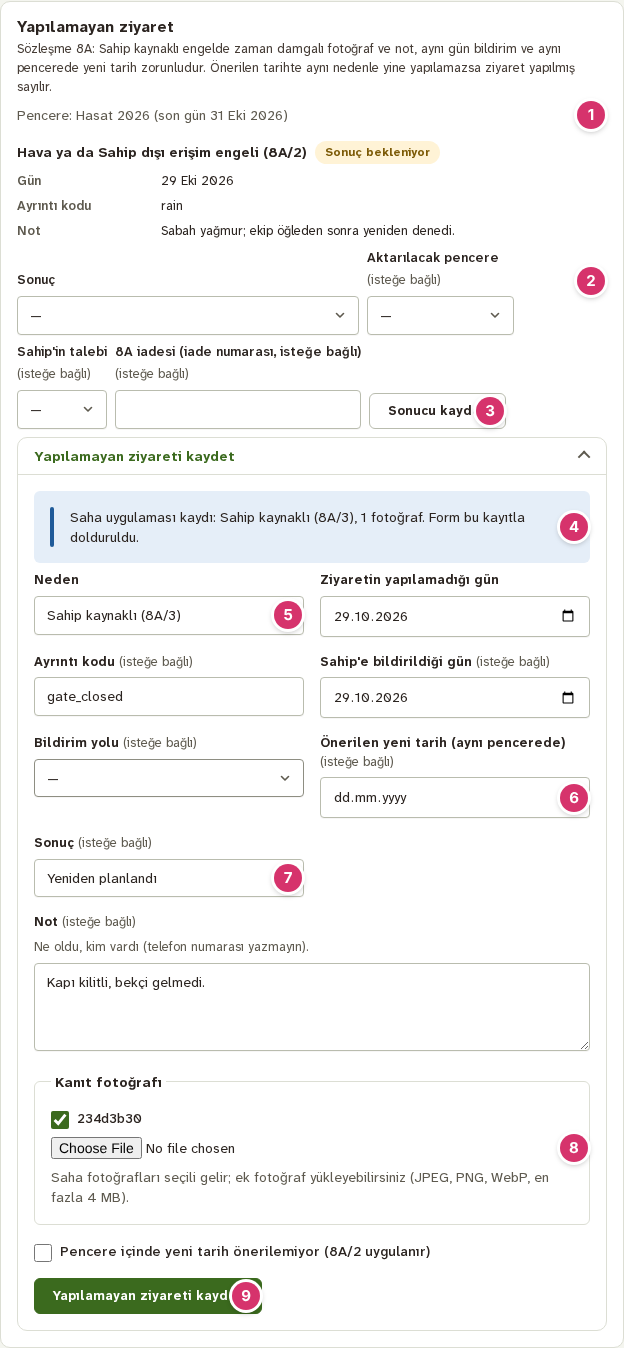 Yapılamayan ziyaret
Sözleşme 8A: Sahip kaynaklı engelde zaman damgalı fotoğraf ve not, aynı gün bildirim ve aynı
pencerede yeni tarih zorunludur. Önerilen tarihte aynı nedenle yine yapılamazsa ziyaret yapılmış
sayılır.
Pencere: Hasat 2026 (son gün 31 Eki 2026)
1
Hava ya da Sahip dışı erişim engeli (8A/2) Sonuç bekleniyor
Gün 29 Eki 2026
Ayrıntı kodu rain
Not Sabah yağmur; ekip öğleden sonra yeniden denedi.
Aktarılacak pencere
Sonuç (isteğe bağlı)
2
— —
Sahip'in talebi 8A iadesi (iade numarası, isteğe bağlı)
(isteğe bağlı) (isteğe bağlı)
— Sonucu kayd
3
Yapılamayan ziyareti kaydet
Saha uygulaması kaydı: Sahip kaynaklı (8A/3), 1 fotoğraf. Form bu kayıtla
dolduruldu.
4
Neden Ziyaretin yapılamadığı gün
Sahip kaynaklı (8A/3) 5 29.10.2026
Ayrıntı kodu (isteğe bağlı) Sahip'e bildirildiği gün (isteğe bağlı)
gate_closed 29.10.2026
Bildirim yolu (isteğe bağlı) Önerilen yeni tarih (aynı pencerede)
(isteğe bağlı)
— dd.mm.yyyy 6
Sonuç (isteğe bağlı)
Yeniden planlandı 7
Not (isteğe bağlı)
Ne oldu, kim vardı (telefon numarası yazmayın).
Kapı kilitli, bekçi gelmedi.
Kanıt fotoğrafı
234d3b30
Choose File No file chosen 8
Saha fotoğrafları seçili gelir; ek fotoğraf yükleyebilirsiniz (JPEG, PNG, WebP, en
fazla 4 MB).
Pencere içinde yeni tarih önerilemiyor (8A/2 uygulanır)
Yapılamayan ziyareti kayd 9